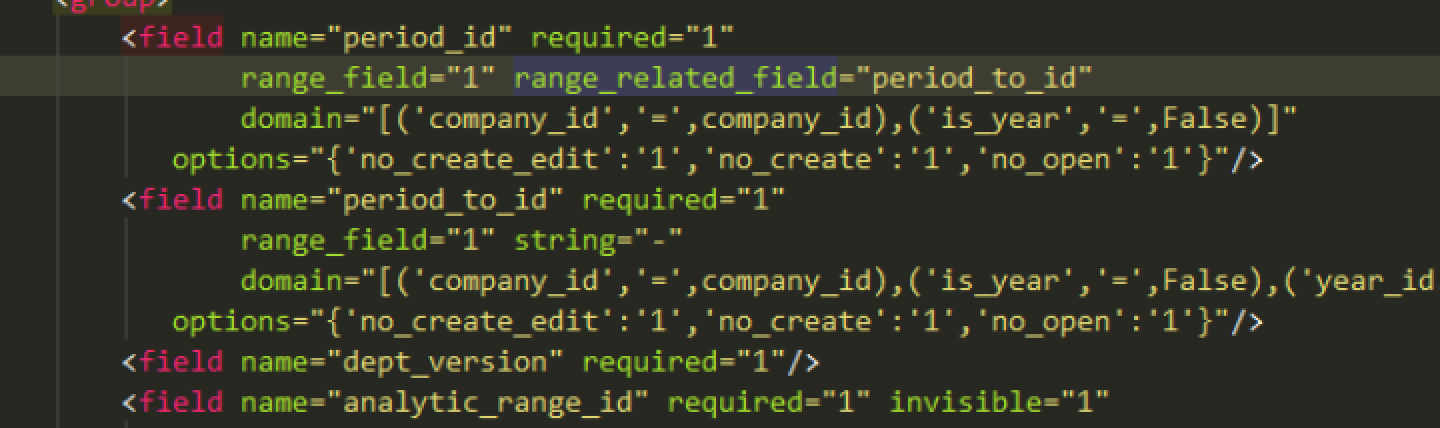 <group>
<field name="period_id" required="1"
range_field="1" range_related_field="period_to_id"
domain="[('company_id','=',company_id),('is_year','=',False)]"
options="{'no_create_edit':'1','no_create':'1','no_open':'1'}"/>
<field name="period_to_id" required="1"
range_field="1" string="-"
domain="[('company_id','=',company_id),('is_year','=',False),('year_id
options="{'no_create_edit':'1','no_create':'1','no_open':'1'}"/>
<field name="dept_version" required="1"/>
<field name="analytic_range_id" required="1" invisible="1"